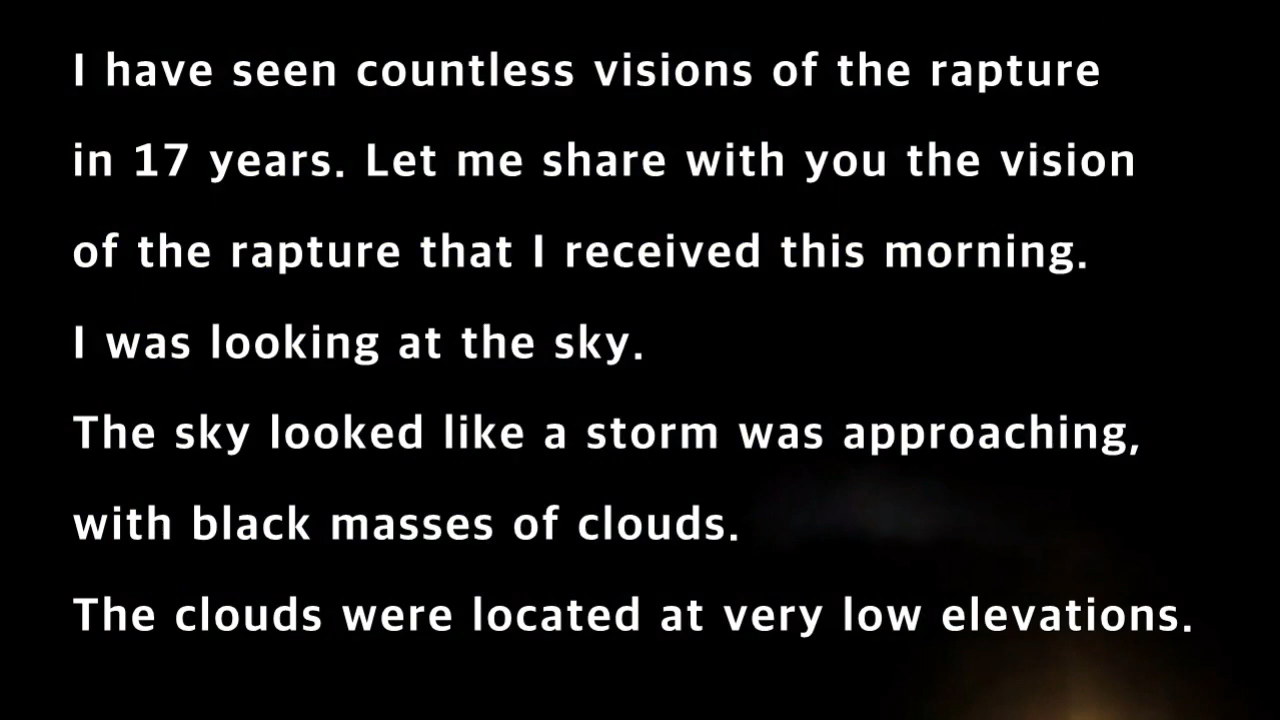 I have seen countless visions of the rapture
in 17 years. Let me share with you the vision
of the rapture that I received this morning.
I was looking at the sky.
The sky looked like a storm was approaching,
with black masses of clouds.
The clouds were located at very low elevations.